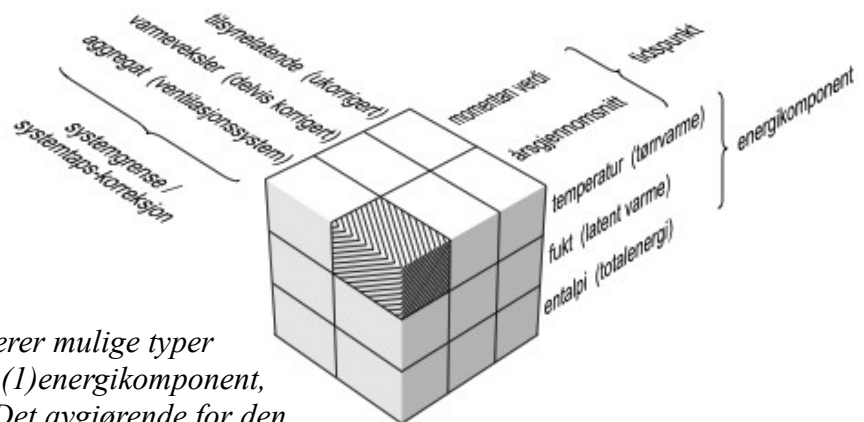 tilsynelatende (ukorrigert)
varmeveksler (delvis korrigert)
aggregat (ventilasjonssystem)
systemgrense /
systemtaps-korreksjon
momentan verdi
årsgjennomsnitt
tidspunkt
temperatur (tørrvarme)
fukt (latent varme)
entalpi (totalenergi)
energikomponent
erer mulige typer
(1)energikomponent,
Det avgjørende for den